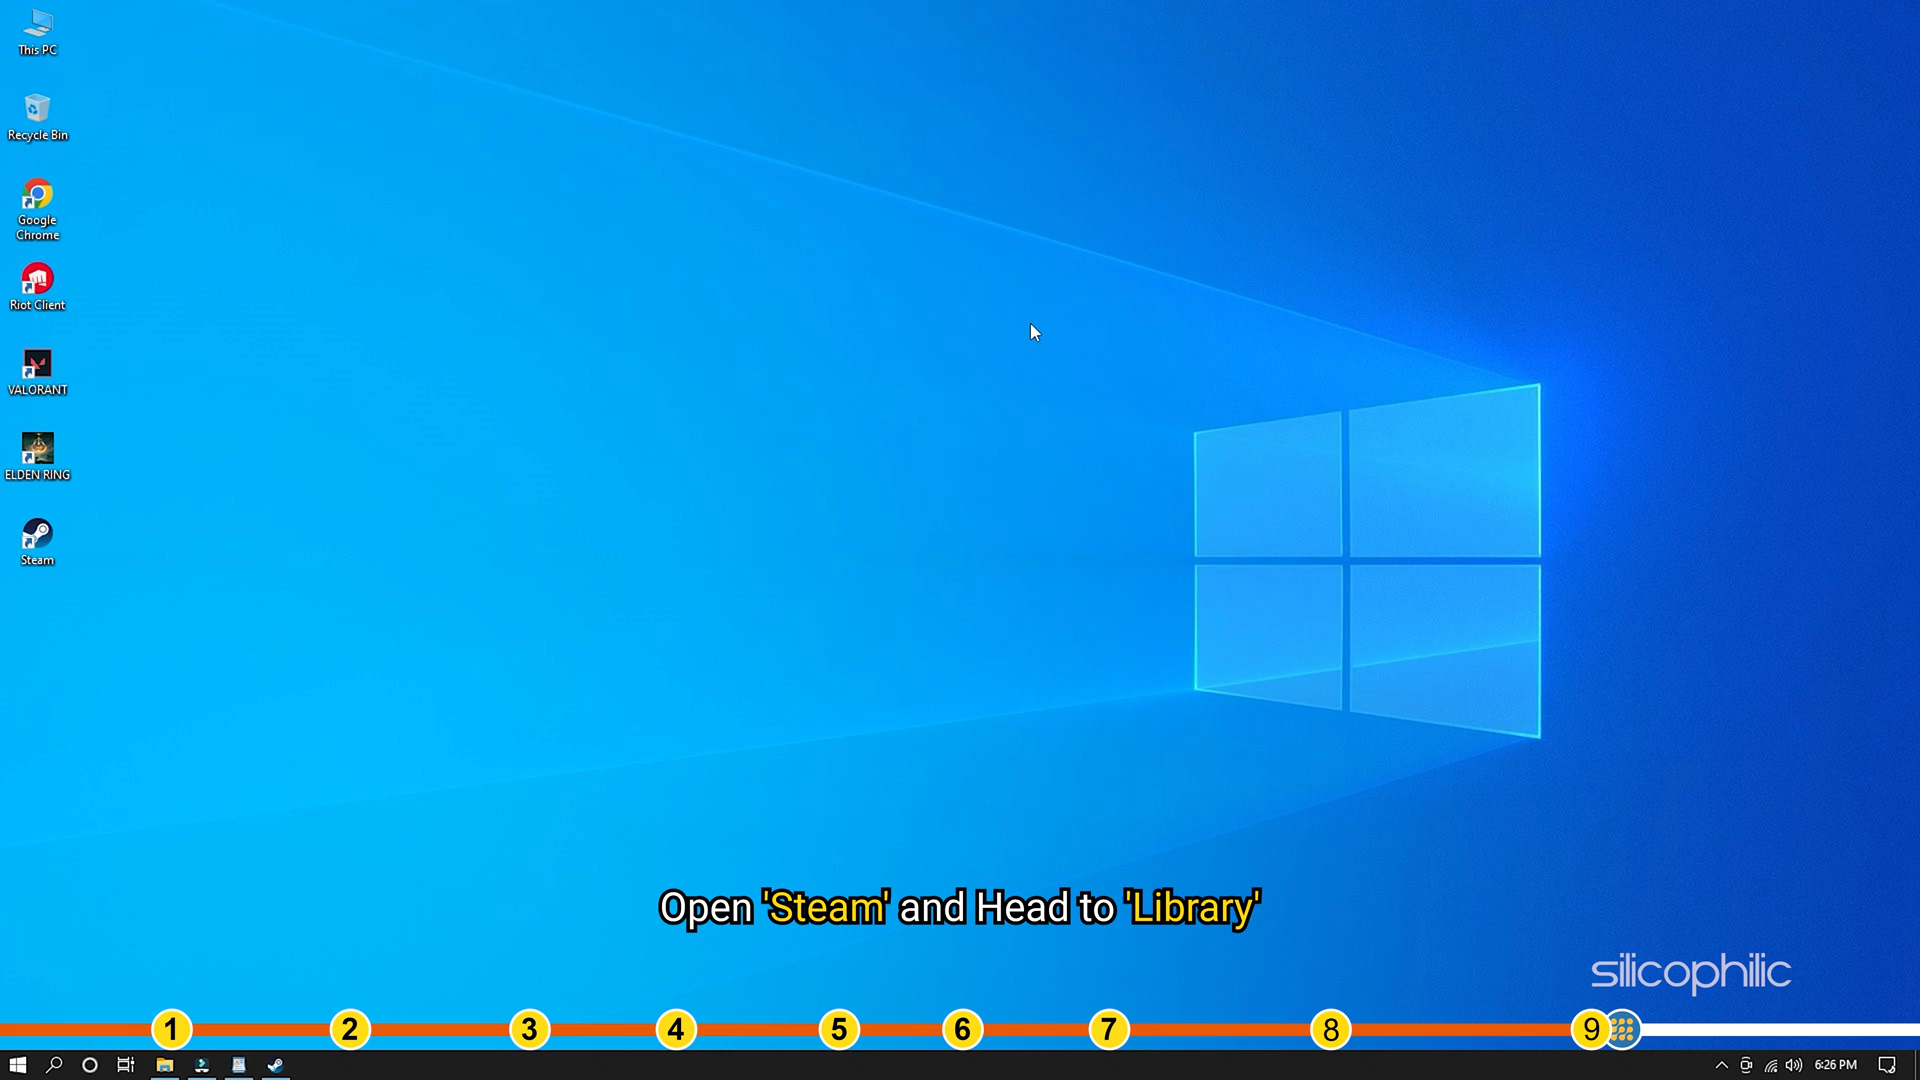 This PC
Recycle Bin
Google
Chrome
Riot Client
VALORANT
ELDEN RING
Steam
Open 'Steam' and Head to 'Library'
silicophilic
1 2 3 4 5 6 7 8 9
6:26 PM